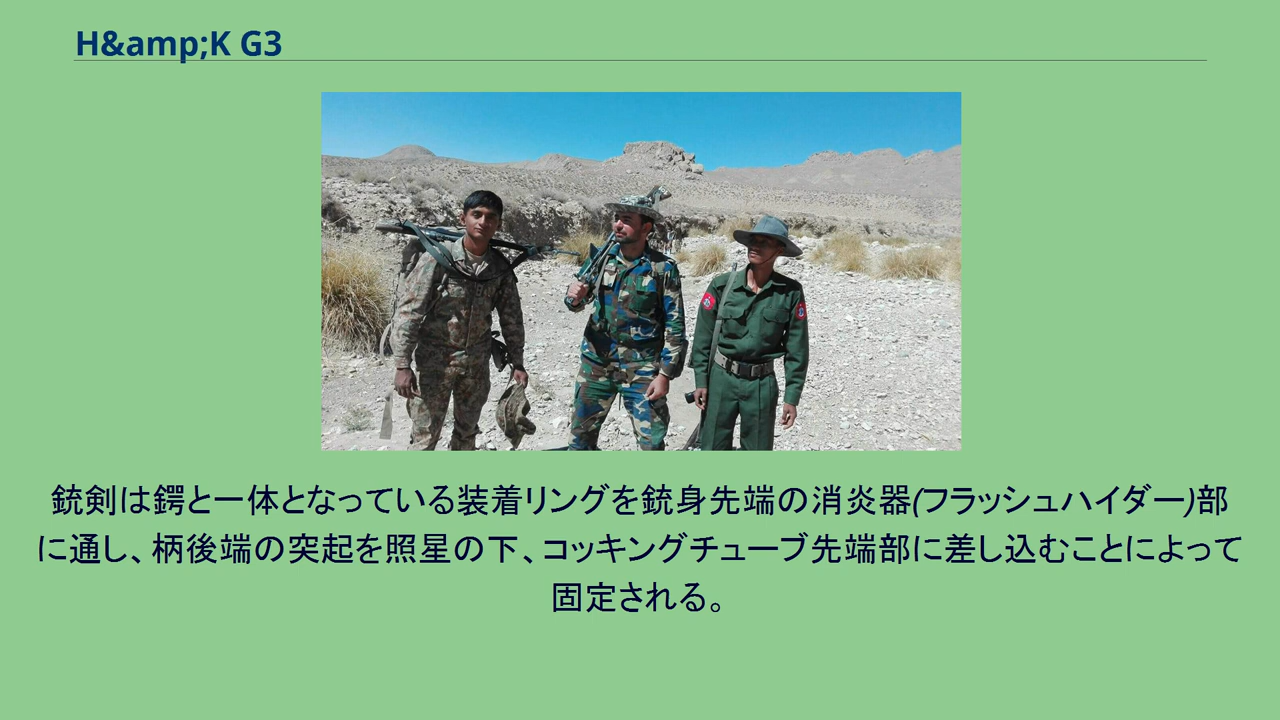 H&amp;K G3
銃剣は鍔と一体となっている装着リングを銃身先端の消炎器(フラッシュハイダー)部
に通し、柄後端の突起を照星の下、コッキングチューブ先端部に差し込むことによって
固定される。